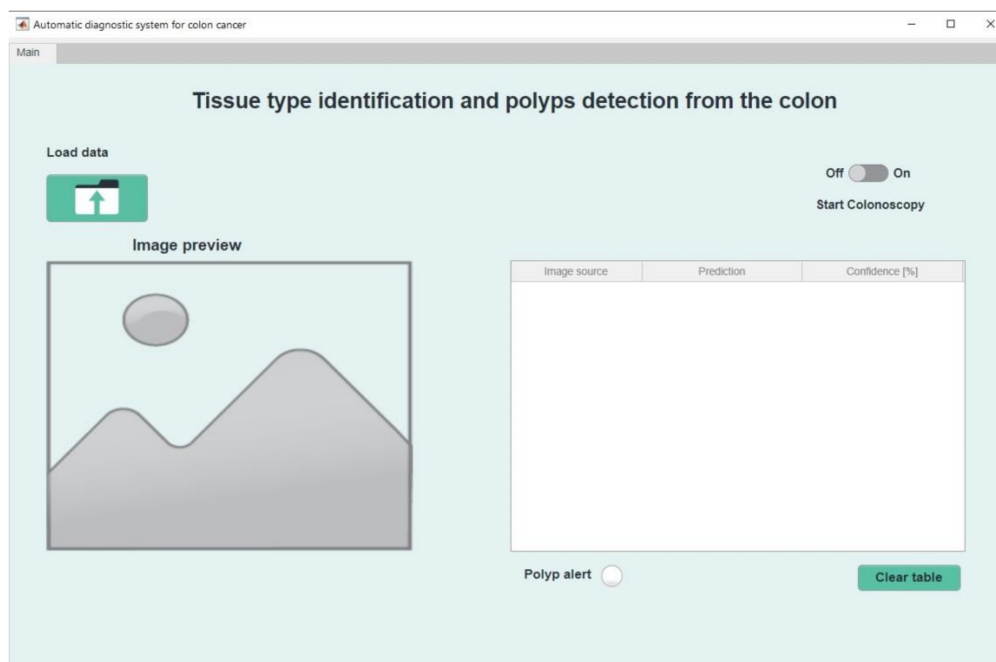 Automatic diagnostic system for colon cancer
Main
Tissue type identification and polyps detection from the colon
Load data
Off On
Start Colonoscopy
Image preview
Image source Prediction Confidence [%]
Polyp alert
Clear table